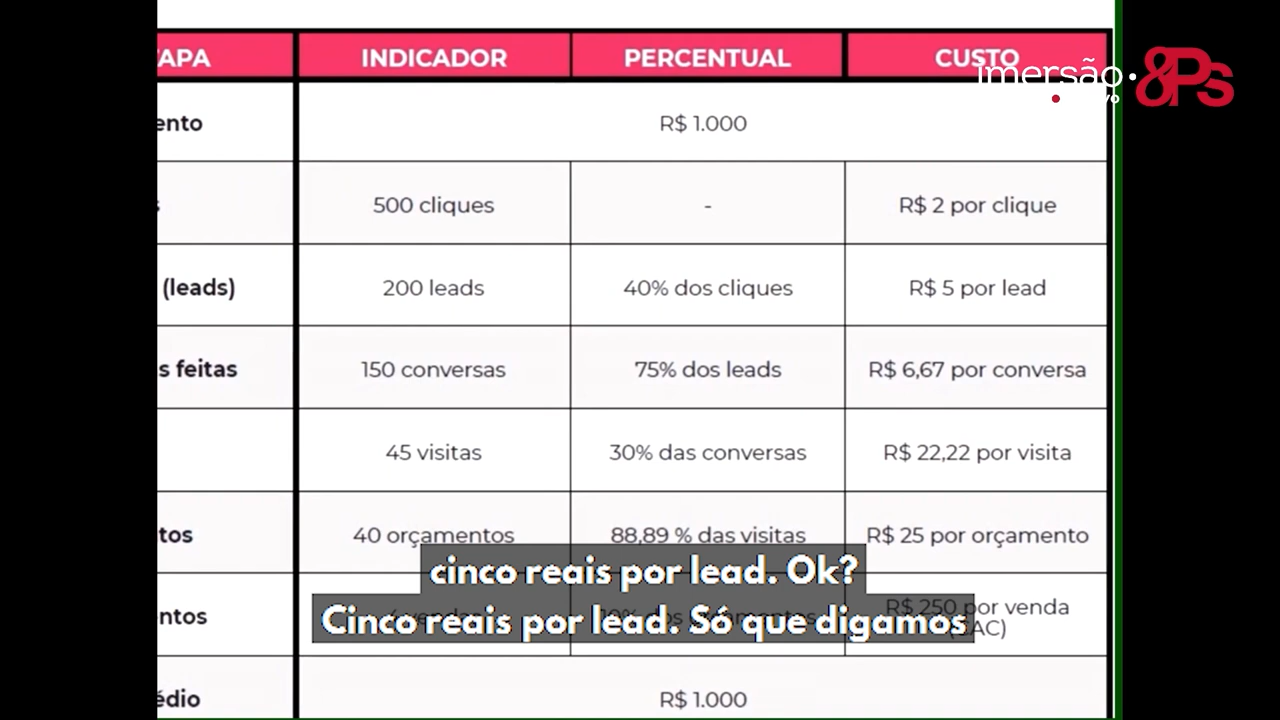 APA INDICADOR PERCENTUAL CUSTO
imersão 8Ps
ento R$ 1.000
500 cliques - R$ 2 por clique
(leads) 200 leads 40% dos cliques R$ 5 por lead
s feitas 150 conversas 75% dos leads R$ 6,67 por conversa
45 visitas 30% das conversas R$ 22,22 por visita
tos 40 orçamentos 88,89 % das visitas R$ 25 por orçamento
ntos R$ 250 por venda
cinco reais por lead. Ok?
Cinco reais por lead. Só que digamos
édio R$ 1.000